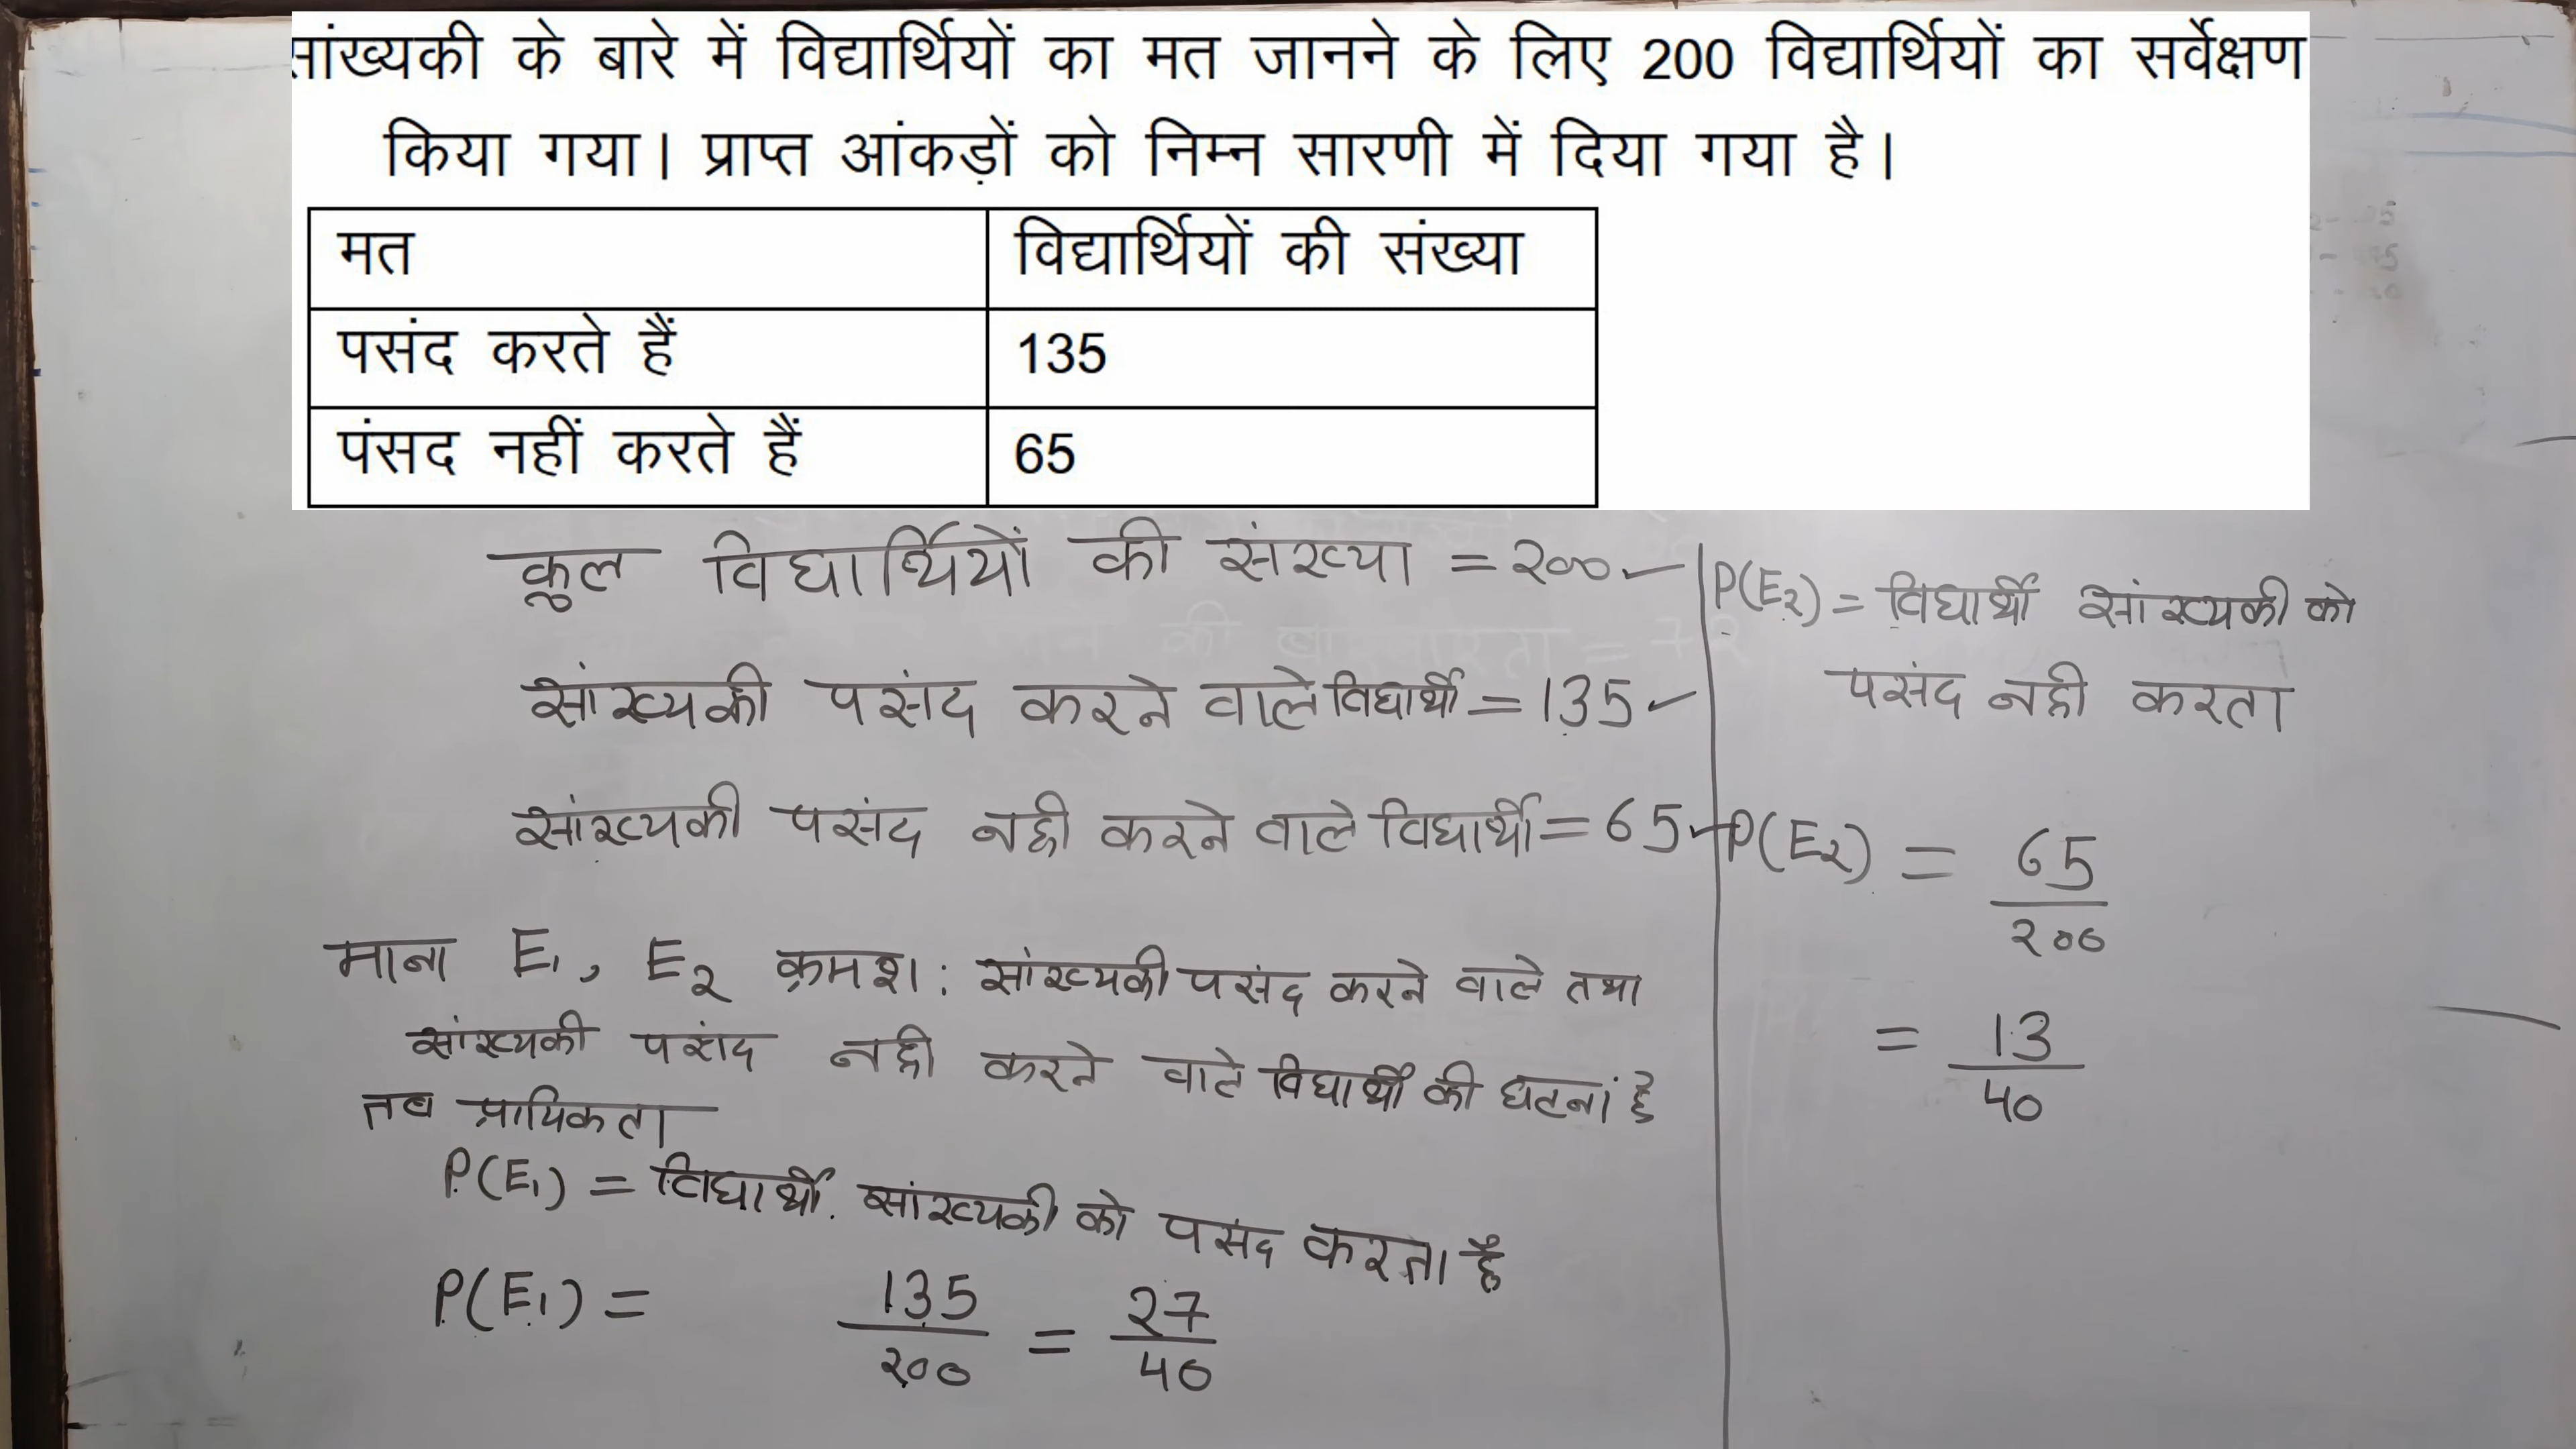 सांख्यकी के बारे में विद्यार्थियों का मत जानने के लिए 200 विद्यार्थियों का सर्वेक्षण
किया गया। प्राप्त आंकड़ों को निम्न सारणी में दिया गया है।
मत विद्यार्थियों की संख्या
पसंद करते हैं 135
पंसद नहीं करते हैं 65
कुल विद्यार्थियों की संख्या = 200
सांख्यकी पसंद करने वाले विद्यार्थी = 135
सांख्यकी पसंद नही करने वाले विद्यार्थी = 65
माना E₁, E₂ क्रमश: सांख्यकी पसंद करने वाले तथा
सांख्यकी पसंद नही करने वाले विद्यार्थी की घटनां है
तब प्रायिकता
P(E₁) = विद्यार्थी सांख्यकी को पसंद करता है
P(E₁) = 135/200 = 27/40
P(E₂) = विद्यार्थी सांख्यकी को
पसंद नही करता
P(E₂) = 65/200
= 13/40